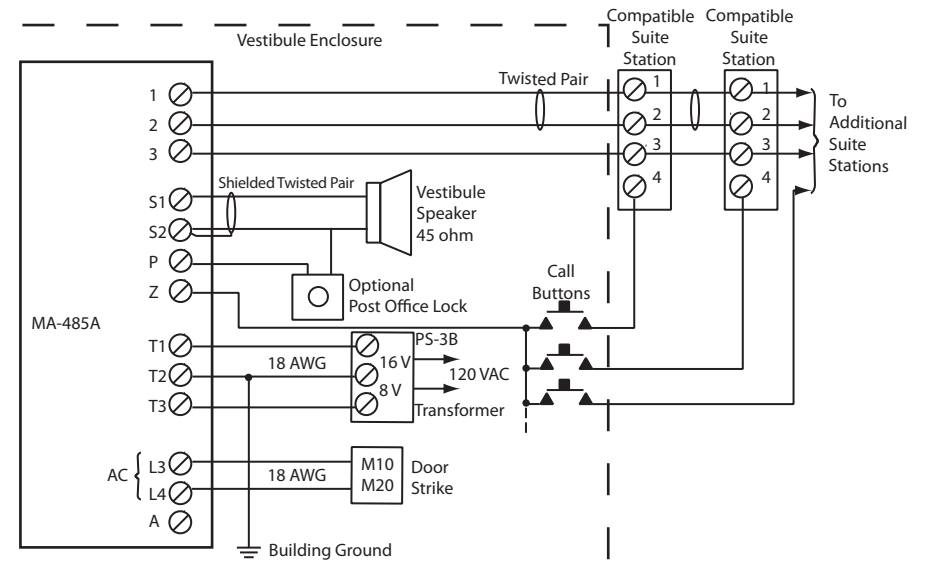 Compatible
Suite
Station
Compatible
Suite
Station
Vestibule Enclosure
Twisted Pair
1
2
3
1
2
3
4
1
2
3
4
To
Additional
Suite
Stations
Shielded Twisted Pair
S1
S2
P
Z
Vestibule
Speaker
45 ohm
Optional
Post Office Lock
Call
Buttons
MA-485A
T1
T2
T3
18 AWG
PS-3B
16 V
8 V
120 VAC
Transformer
AC
L3
L4
A
18 AWG
M10
M20
Door
Strike
Building Ground